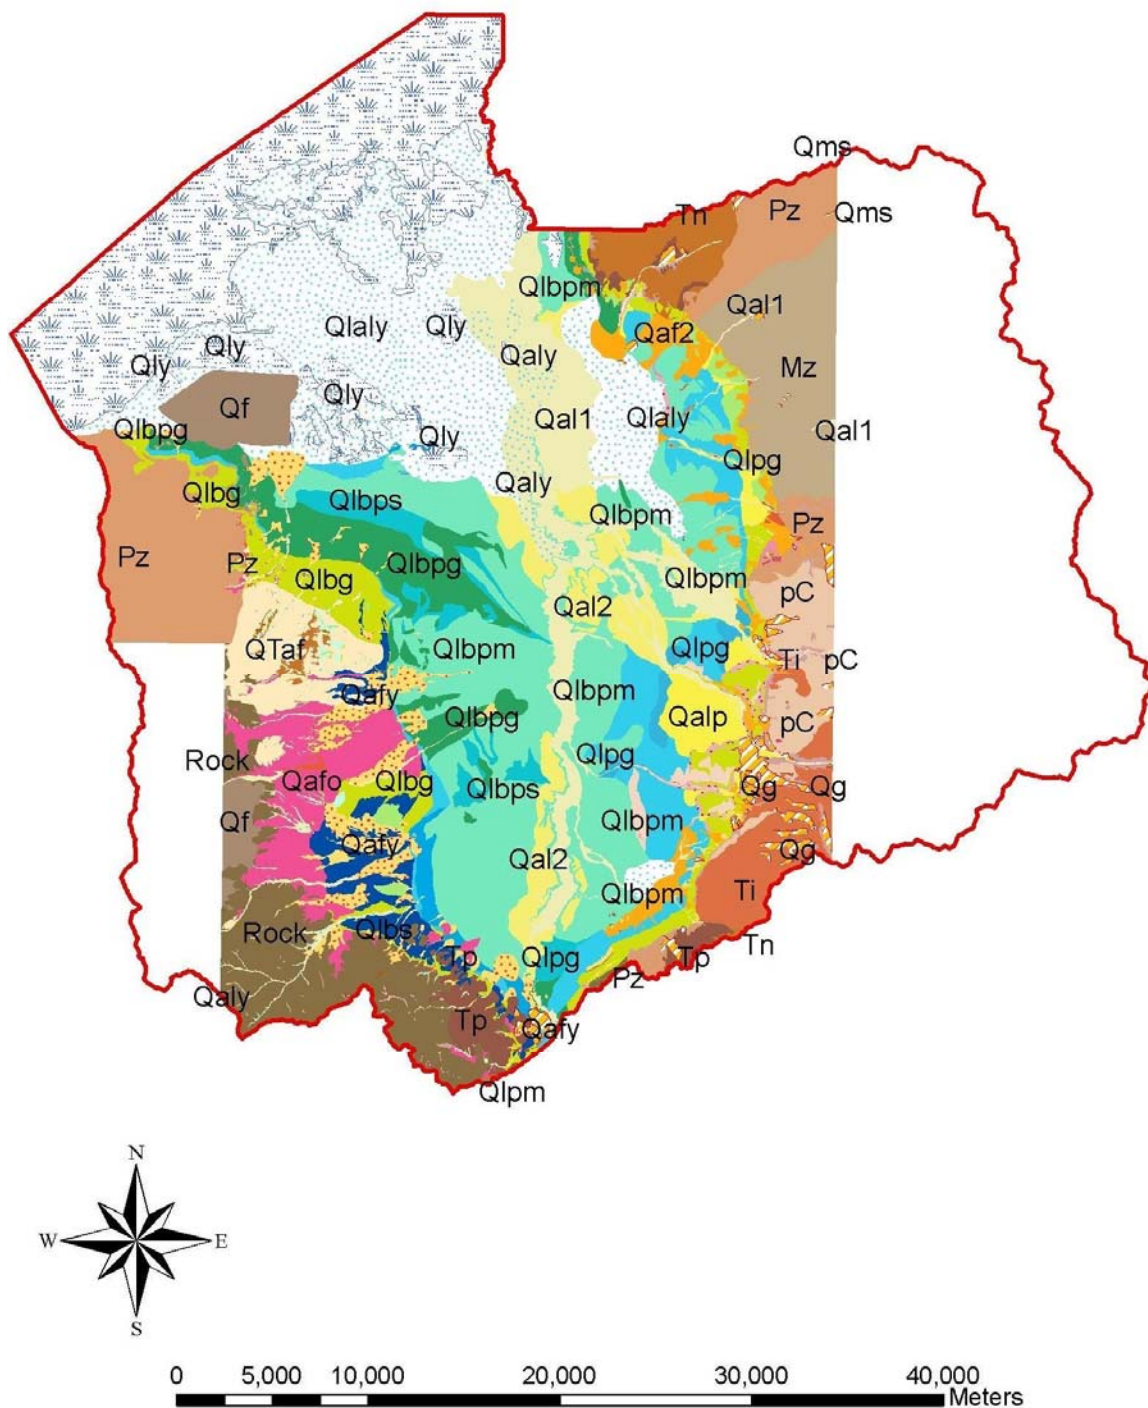 Qms
Tn
Pz
Qms
Qlbpm
Qal1
Qlaly
Qly
Qaf2
Qly
Qaly
Qly
Mz
Qly
Qf
Qal1
Qlaly
Qlbpg
Qly
Qal1
Qlpg
Qlbg
Qlbps
Qaly
Qlbpm
Pz
Pz
Pz
Qlbpg
Qlbg
Qlbpm
pC
Qal2
QTaf
Qlbpm
Qlpg
Ti
pC
Qafy
Qlbpm
Qlbpg
Qalp
pC
Rock
Qafo
Qlbg
Qlpg
Qlbps
Qg
Qg
Qf
Qlbpm
Qafy
Qg
Qal2
Qlbpm
Ti
Rock
Qlbs
Tp
Qlpg
Tp
Tn
Pz
Qaly
Tp
Qafy
Qlpm
N
W
E
S
0 5,000 10,000 20,000 30,000 40,000
Meters